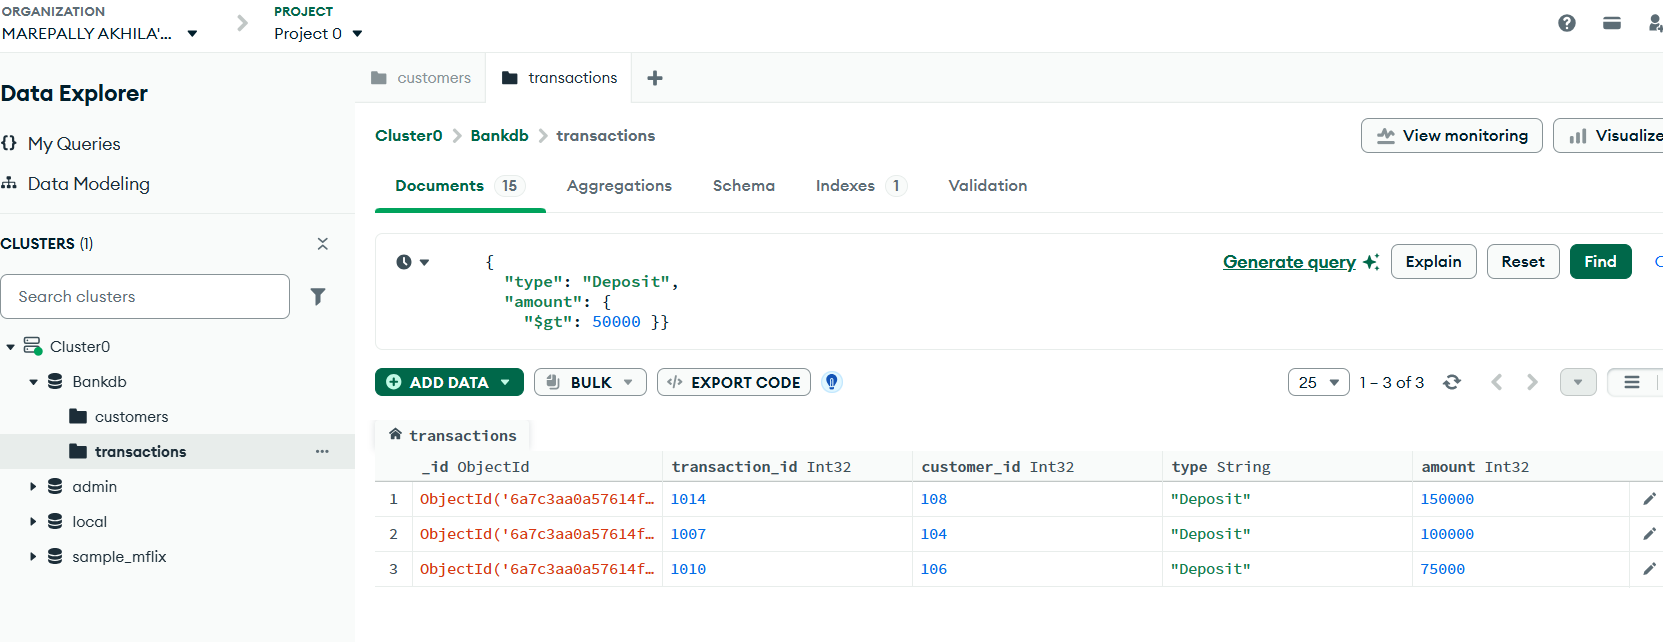 ORGANIZATION
MAREPALLY AKHILA'...
PROJECT
Project 0
Data Explorer
My Queries
Data Modeling
CLUSTERS (1)
Search clusters
Cluster0
Bankdb
customers
transactions
admin
local
sample_mflix
customers
transactions
Cluster0 > Bankdb > transactions
View monitoring
Visualize
Documents 15
Aggregations
Schema
Indexes 1
Validation
{
"type": "Deposit",
"amount": {
"$gt": 50000 }}
Generate query
Explain
Reset
Find
ADD DATA
BULK
</> EXPORT CODE
25
1 – 3 of 3
transactions
_id ObjectId transaction_id Int32 customer_id Int32 type String amount Int32
1 ObjectId('6a7c3aa0a57614f… 1014 108 "Deposit" 150000
2 ObjectId('6a7c3aa0a57614f… 1007 104 "Deposit" 100000
3 ObjectId('6a7c3aa0a57614f… 1010 106 "Deposit" 75000